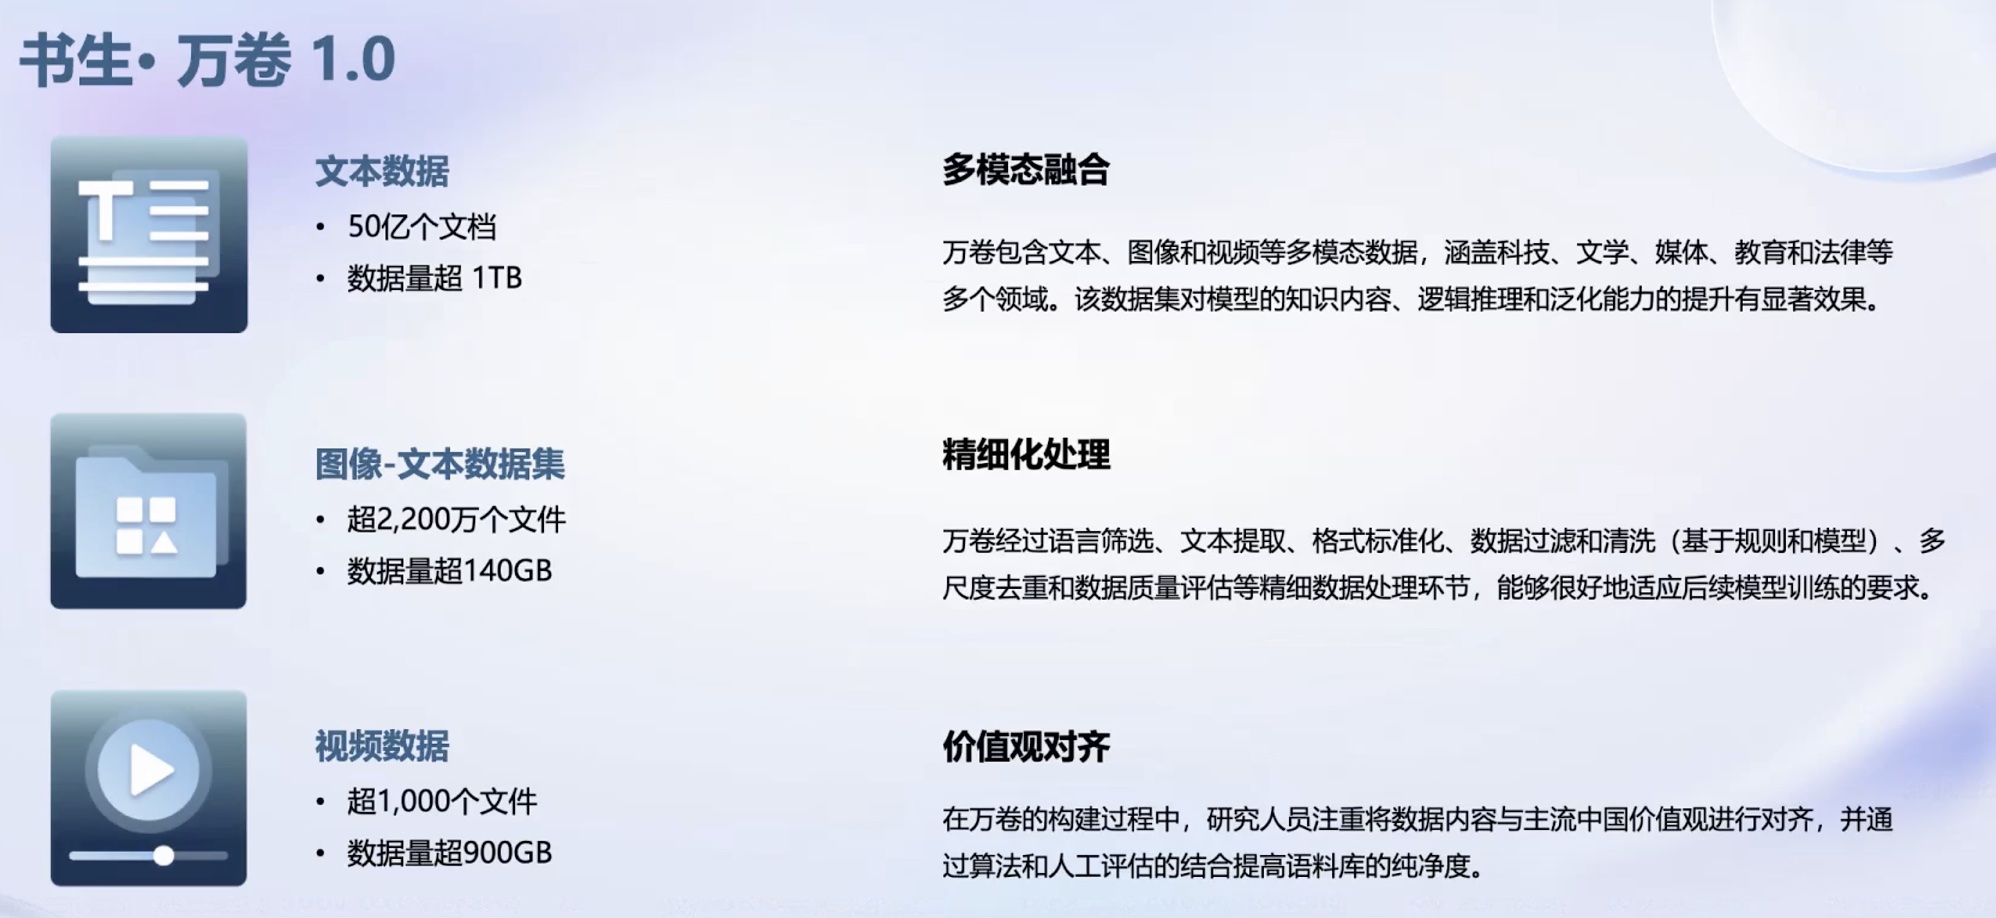 书生• 万卷 1.0
文本数据
• 50亿个文档
• 数据量超 1TB
多模态融合
万卷包含文本、图像和视频等多模态数据，涵盖科技、文学、媒体、教育和法律等
多个领域。该数据集对模型的知识内容、逻辑推理和泛化能力的提升有显著效果。
图像-文本数据集
• 超2,200万个文件
• 数据量超140GB
精细化处理
万卷经过语言筛选、文本提取、格式标准化、数据过滤和清洗（基于规则和模型）、多
尺度去重和数据质量评估等精细数据处理环节，能够很好地适应后续模型训练的要求。
视频数据
• 超1,000个文件
• 数据量超900GB
价值观对齐
在万卷的构建过程中，研究人员注重将数据内容与主流中国价值观进行对齐，并通
过算法和人工评估的结合提高语料库的纯净度。